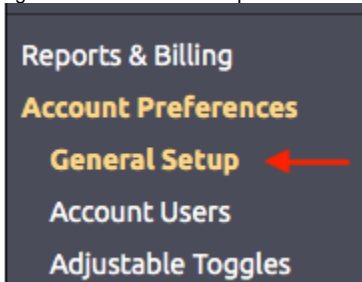 Reports & Billing
Account Preferences
General Setup
Account Users
Adjustable Toggles